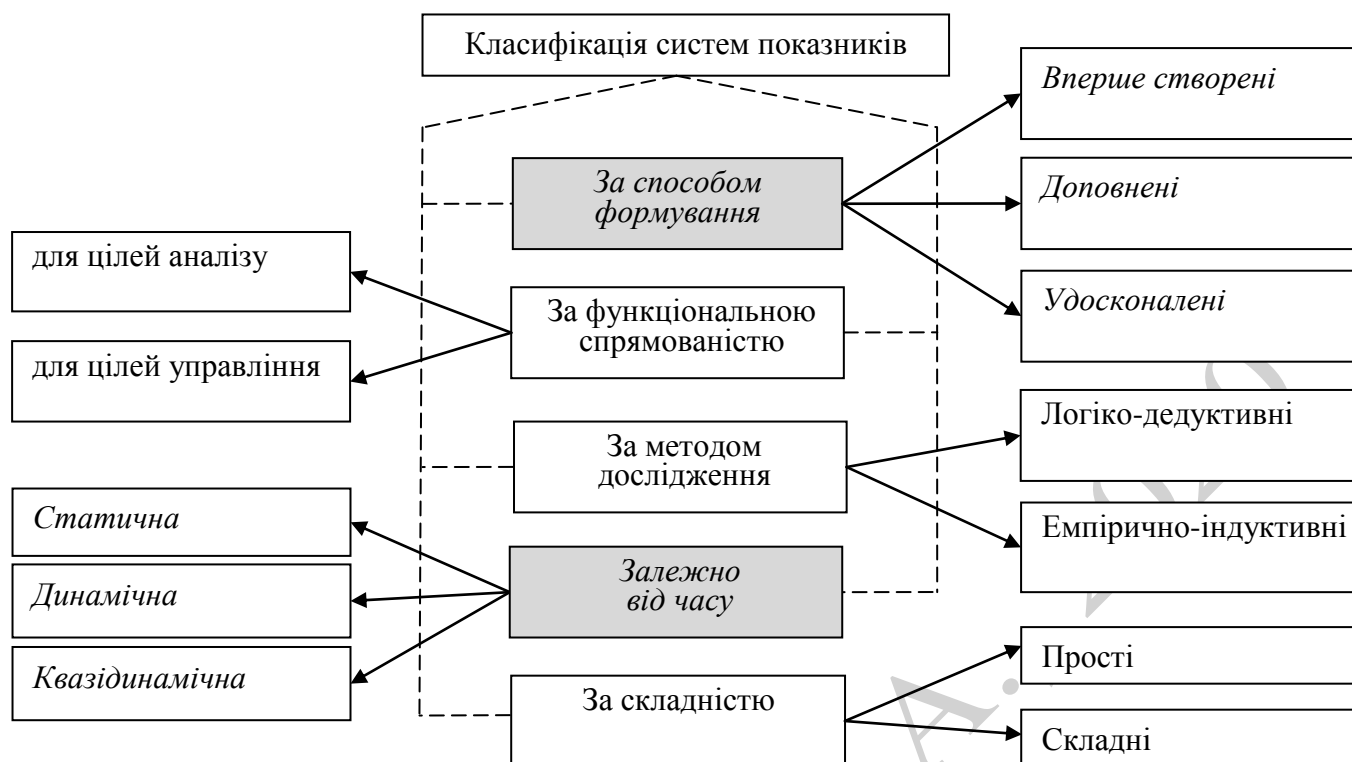 Класифікація систем показників
За способом
формування
Вперше створені
Доповнені
Удосконалені
За функціональною
спрямованістю
для цілей аналізу
для цілей управління
За методом
дослідження
Логіко-дедуктивні
Емпірично-індуктивні
Залежно
від часу
Статична
Динамічна
Квазідинамічна
За складністю
Прості
Складні